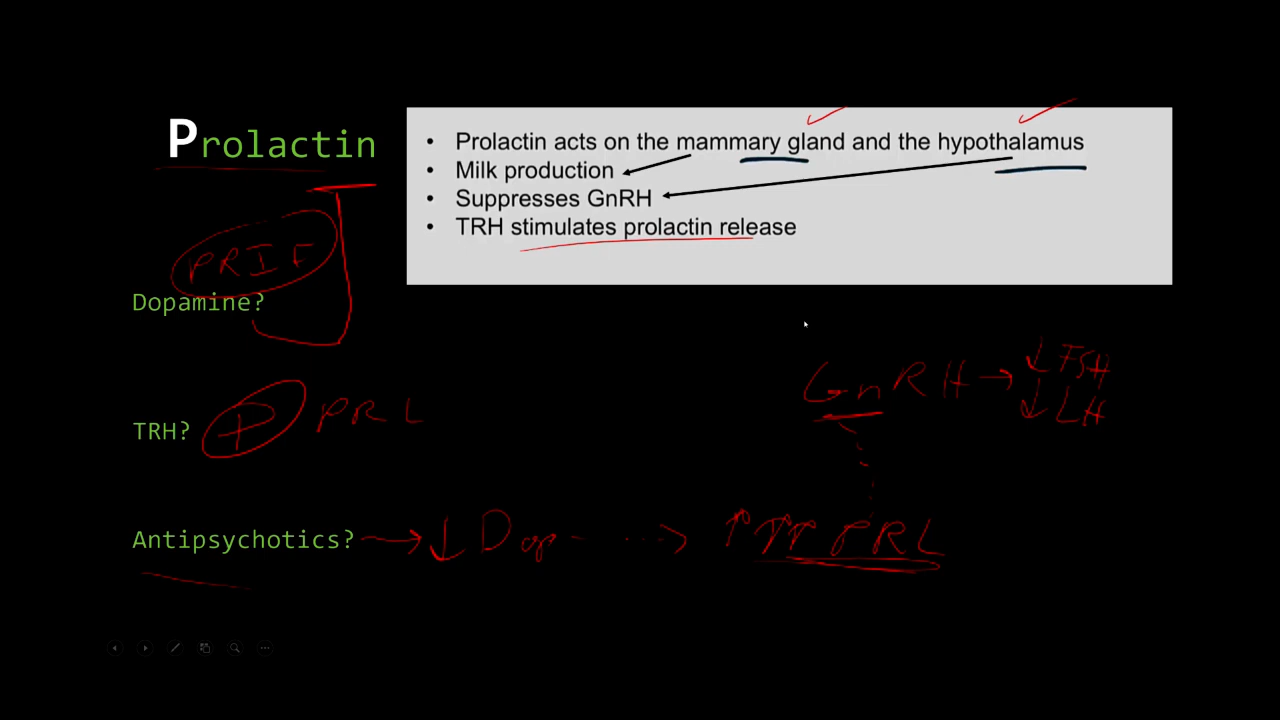 Prolactin
• Prolactin acts on the mammary gland and the hypothalamus
• Milk production
• Suppresses GnRH
• TRH stimulates prolactin release
PRIF
Dopamine?
GnRH → ↓ FSH
↓ LH
TRH? + PRL
Antipsychotics? → ↓ Dop ... → ↑↑↑ PRL